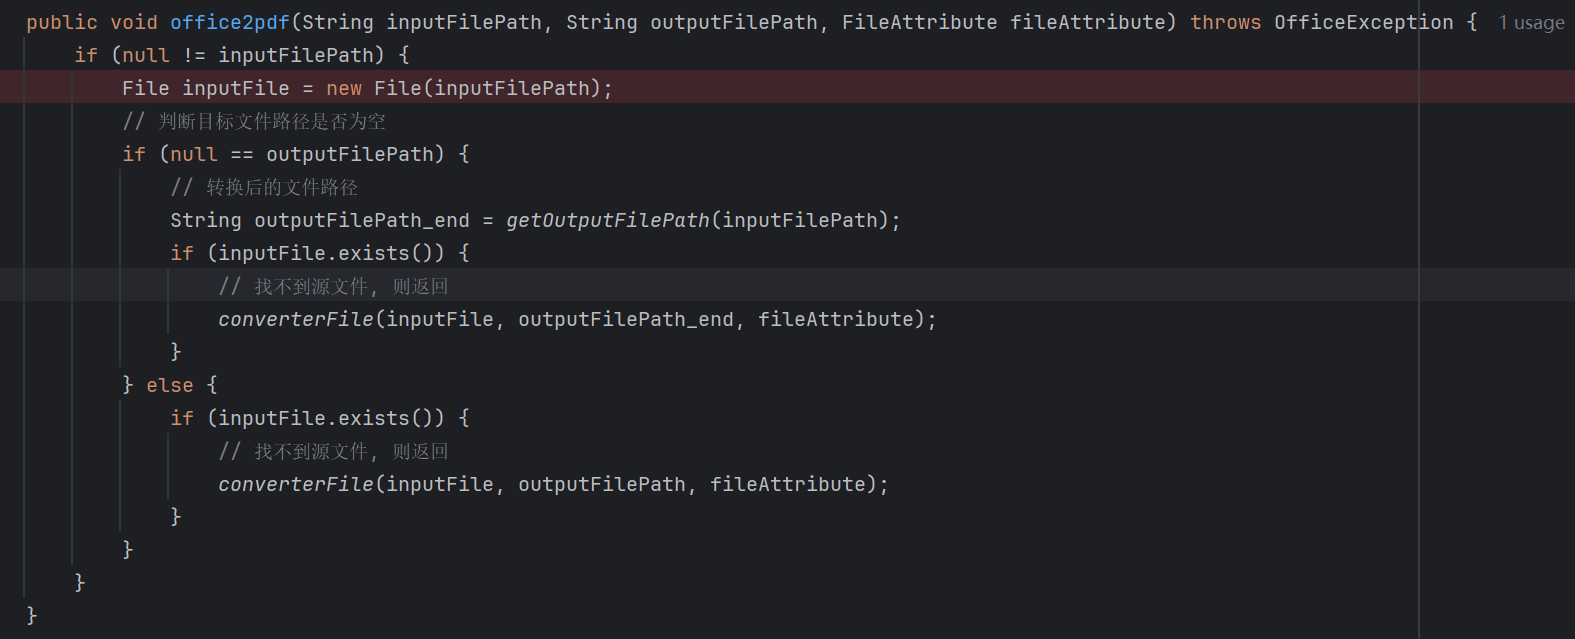 public void office2pdf(String inputFilePath, String outputFilePath, FileAttribute fileAttribute) throws OfficeException { 1 usage
if (null != inputFilePath) {
File inputFile = new File(inputFilePath);
// 判断目标文件路径是否为空
if (null == outputFilePath) {
// 转换后的文件路径
String outputFilePath_end = getOutputFilePath(inputFilePath);
if (inputFile.exists()) {
// 找不到源文件, 则返回
converterFile(inputFile, outputFilePath_end, fileAttribute);
}
} else {
if (inputFile.exists()) {
// 找不到源文件, 则返回
converterFile(inputFile, outputFilePath, fileAttribute);
}
}
}
}